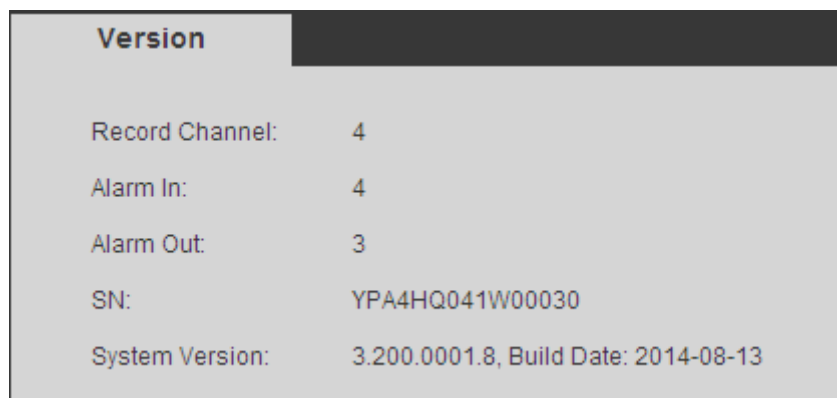 Version
Record Channel: 4
Alarm In: 4
Alarm Out: 3
SN: YPA4HQ041W00030
System Version: 3.200.0001.8, Build Date: 2014-08-13